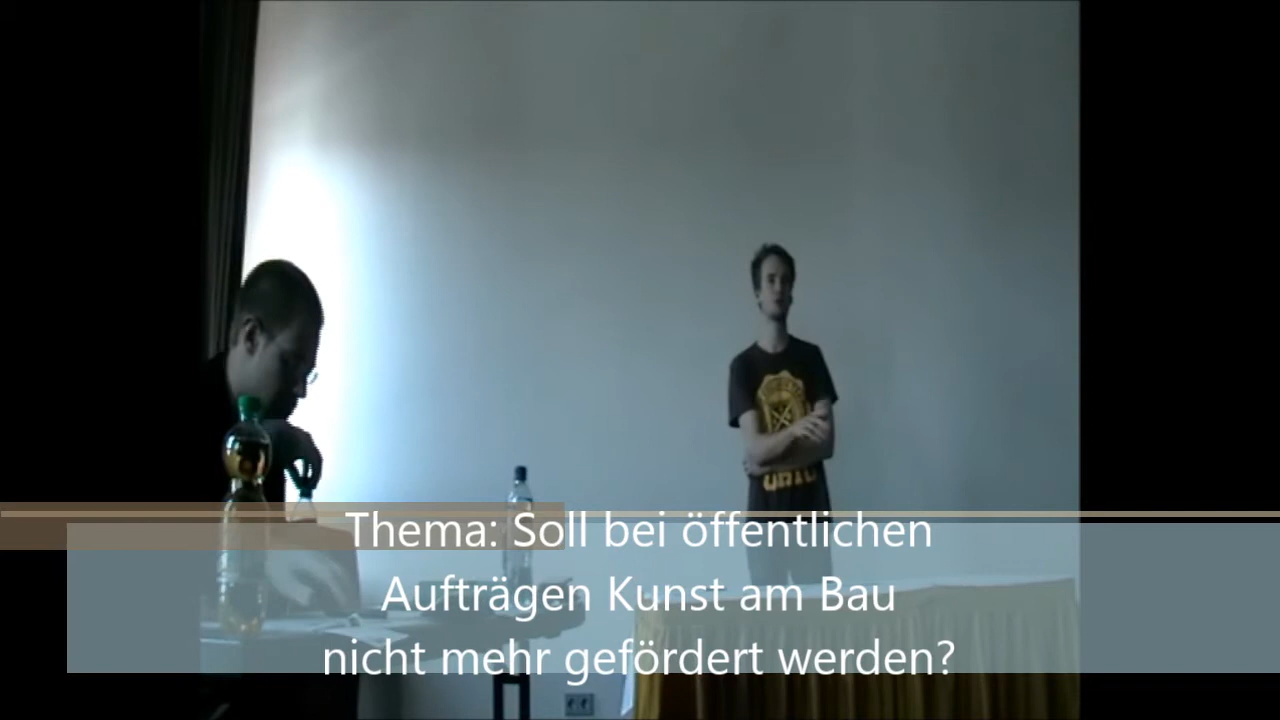 Thema: Soll bei öffentlichen
Aufträgen Kunst am Bau
nicht mehr gefördert werden?